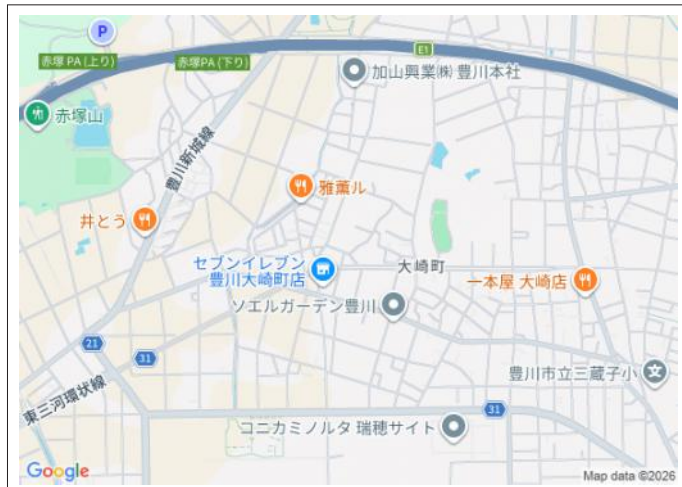 P
赤塚 PA (上り)
赤塚PA (下り)
E1
加山興業㈱ 豊川本社
赤塚山
豊川新城線
雅薫ル
井とう
セブンイレブン
豊川大崎町店
大崎町
一本屋 大崎店
ソエルガーデン豊川
21
31
豊川市立三蔵子小
文
東三河環状線
31
コニカミノルタ 瑞穂サイト
Google
Map data ©2026